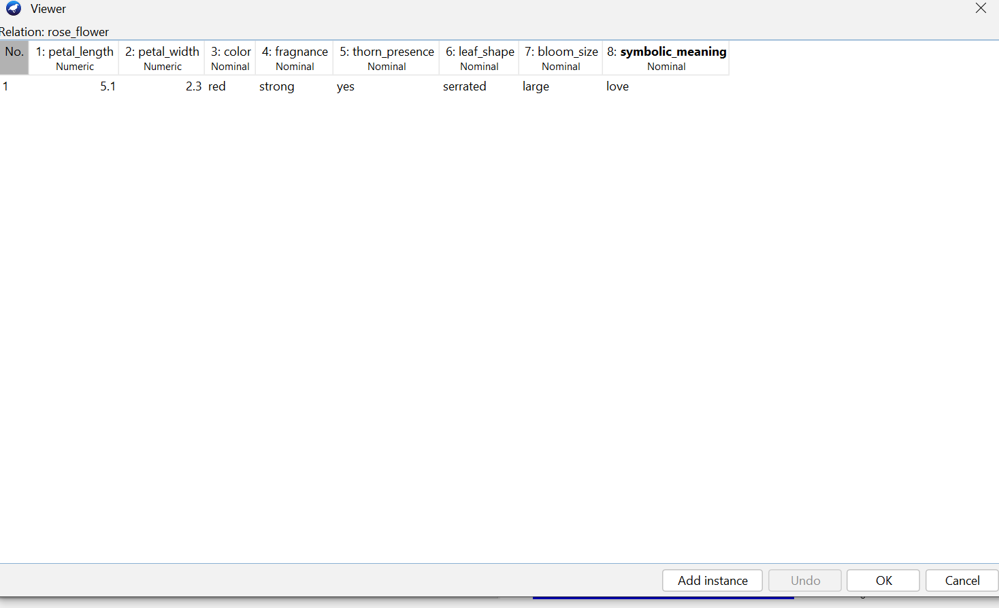 Viewer
Relation: rose_flower
No. 1: petal_length 2: petal_width 3: color 4: fragnance 5: thorn_presence 6: leaf_shape 7: bloom_size 8: symbolic_meaning
Numeric Numeric Nominal Nominal Nominal Nominal Nominal Nominal
1 5.1 2.3 red strong yes serrated large love
Add instance Undo OK Cancel